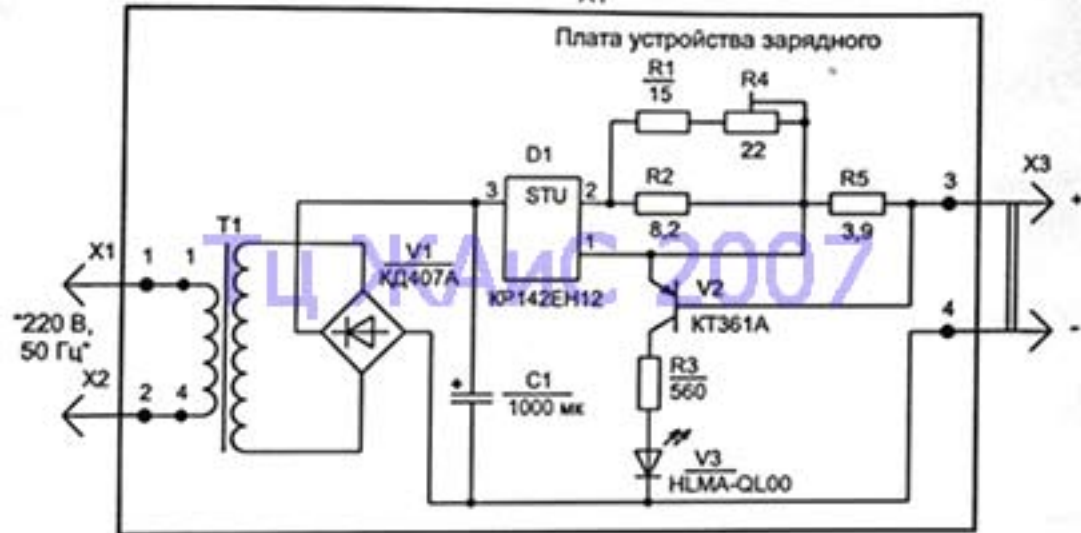 Плата устройства зарядного
R1
15
R4
22
D1
3
STU
2
1
КР142ЕН12
R2
8,2
R5
3,9
3
X3
+
T1
X1
1
1
V1
КД407А
V2
КТ361А
4
-
"220 В,
50 Гц"
X2
2
4
+
C1
1000 мк
R3
560
V3
HLMA-QL00
ТЦ ЖАиС 2007